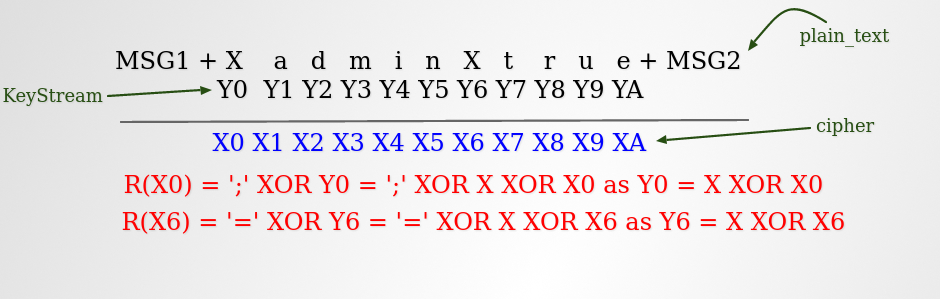 plain_text
MSG1 + X a d m i n X t r u e + MSG2
KeyStream
Y0 Y1 Y2 Y3 Y4 Y5 Y6 Y7 Y8 Y9 YA
cipher
X0 X1 X2 X3 X4 X5 X6 X7 X8 X9 XA
R(X0) = ';' XOR Y0 = ';' XOR X XOR X0 as Y0 = X XOR X0
R(X6) = '=' XOR Y6 = '=' XOR X XOR X6 as Y6 = X XOR X6